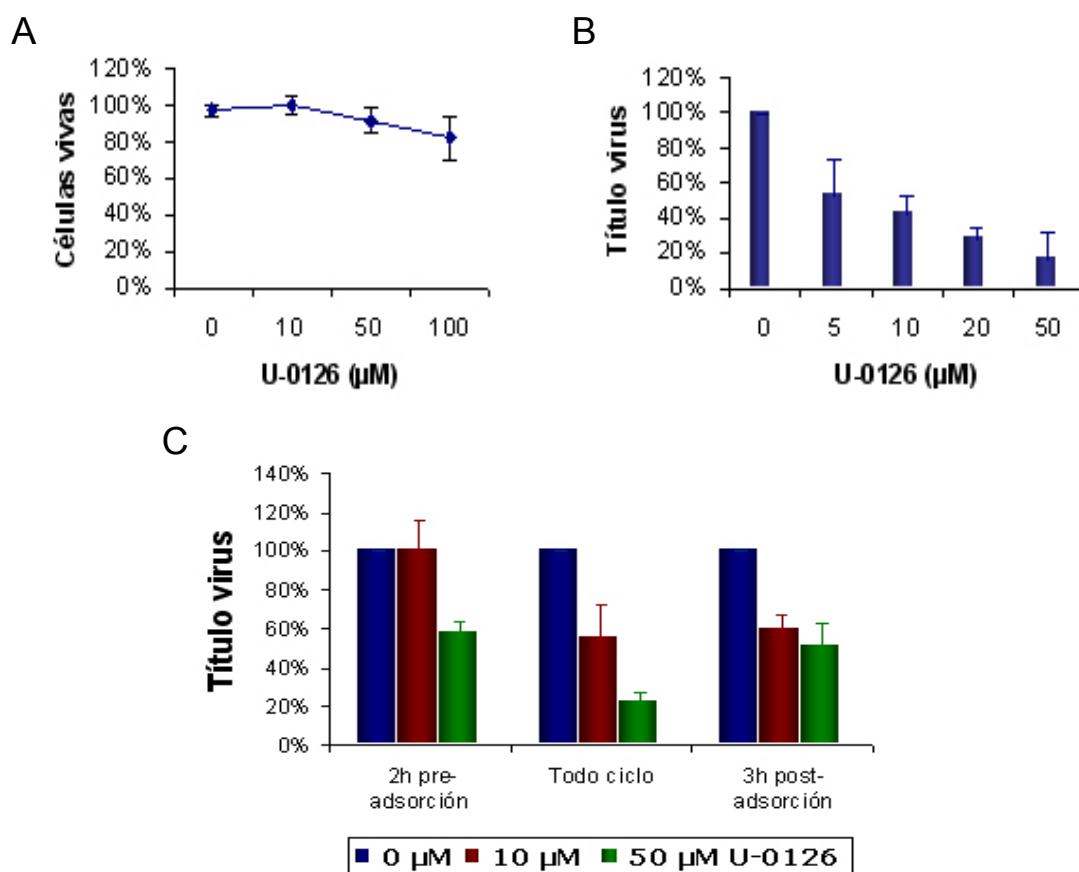 A
120%
100%
80%
60%
40%
20%
0%
Células vivas
0 10 50 100
U-0126 (µM)
B
120%
100%
80%
60%
40%
20%
0%
Título virus
0 5 10 20 50
U-0126 (µM)
C
140%
120%
100%
80%
60%
40%
20%
0%
Título virus
2h pre-
adsorción
Todo ciclo
3h post-
adsorción
0 µM 10 µM 50 µM U-0126